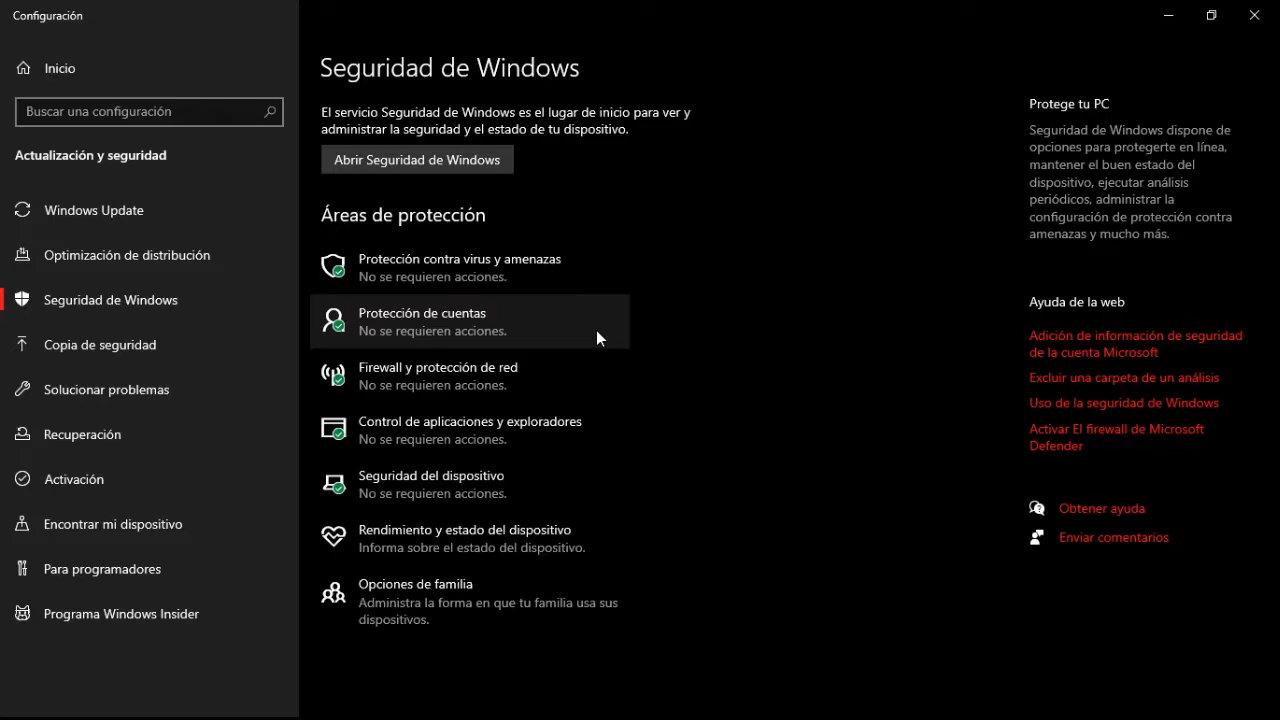 Configuración
Inicio
Buscar una configuración
Actualización y seguridad
Windows Update
Optimización de distribución
Seguridad de Windows
Copia de seguridad
Solucionar problemas
Recuperación
Activación
Encontrar mi dispositivo
Para programadores
Programa Windows Insider
Seguridad de Windows
El servicio Seguridad de Windows es el lugar de inicio para ver y
administrar la seguridad y el estado de tu dispositivo.
Abrir Seguridad de Windows
Áreas de protección
Protección contra virus y amenazas
No se requieren acciones.
Protección de cuentas
No se requieren acciones.
Firewall y protección de red
No se requieren acciones.
Control de aplicaciones y exploradores
No se requieren acciones.
Seguridad del dispositivo
No se requieren acciones.
Rendimiento y estado del dispositivo
Informa sobre el estado del dispositivo.
Opciones de familia
Administra la forma en que tu familia usa sus
dispositivos.
Protege tu PC
Seguridad de Windows dispone de
opciones para protegerte en línea,
mantener el buen estado del
dispositivo, ejecutar análisis
periódicos, administrar la
configuración de protección contra
amenazas y mucho más.
Ayuda de la web
Adición de información de seguridad
de la cuenta Microsoft
Excluir una carpeta de un análisis
Uso de la seguridad de Windows
Activar El firewall de Microsoft
Defender
Obtener ayuda
Enviar comentarios